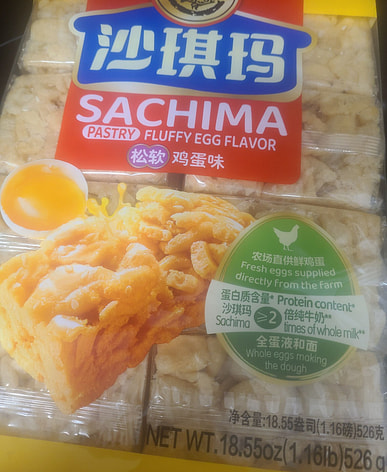 沙琪玛
SACHIMA
PASTRY FLUFFY EGG FLAVOR
松软 鸡蛋味
农场直供鲜鸡蛋
Fresh eggs supplied
directly from the farm
蛋白质含量* Protein content*
沙琪玛 ≥2 倍纯牛奶**
Sachima times of whole milk**
全蛋液和面
Whole eggs making
the dough
净含量:18.55盎司(1.16磅)526克
NET WT. 18.55oz(1.16lb)526 g